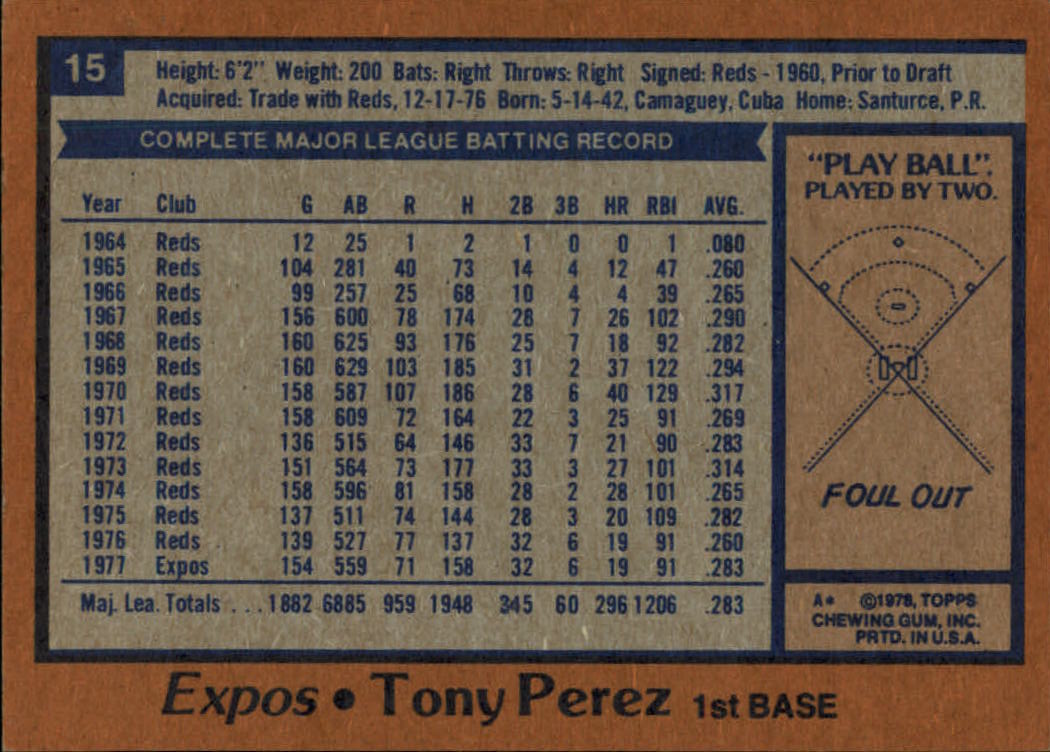 15
Height: 6'2" Weight: 200 Bats: Right Throws: Right Signed: Reds - 1960, Prior to Draft
Acquired: Trade with Reds, 12-17-76 Born: 5-14-42, Camaguey, Cuba Home: Santurce, P.R.
COMPLETE MAJOR LEAGUE BATTING RECORD
Year Club G AB R H 2B 3B HR RBI AVG.
1964 Reds 12 25 1 2 1 0 0 1 .080
1965 Reds 104 281 40 73 14 4 12 47 .260
1966 Reds 99 257 25 68 10 4 4 39 .265
1967 Reds 156 600 78 174 28 7 26 102 .290
1968 Reds 160 625 93 176 25 7 18 92 .282
1969 Reds 160 629 103 185 31 2 37 122 .294
1970 Reds 158 587 107 186 28 6 40 129 .317
1971 Reds 158 609 72 164 22 3 25 91 .269
1972 Reds 136 515 64 146 33 7 21 90 .283
1973 Reds 151 564 73 177 33 3 27 101 .314
1974 Reds 158 596 81 158 28 2 28 101 .265
1975 Reds 137 511 74 144 28 3 20 109 .282
1976 Reds 139 527 77 137 32 6 19 91 .260
1977 Expos 154 559 71 158 32 6 19 91 .283
Maj. Lea. Totals . . . 1882 6885 959 1948 345 60 296 1206 .283
"PLAY BALL".
PLAYED BY TWO.
FOUL OUT
A* ©1978, TOPPS
CHEWING GUM, INC.
PRTD. IN U.S.A.
Expos • Tony Perez 1st BASE